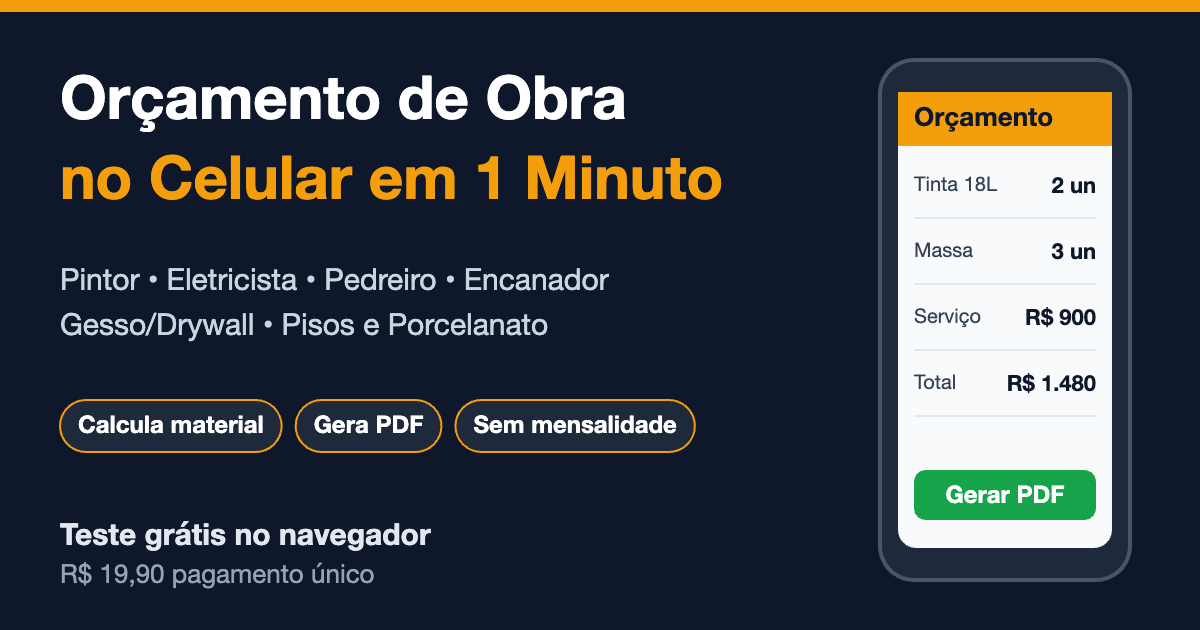 Orçamento de Obra
no Celular em 1 Minuto
Pintor • Eletricista • Pedreiro • Encanador
Gesso/Drywall • Pisos e Porcelanato
Calcula material
Gera PDF
Sem mensalidade
Teste grátis no navegador
R$ 19,90 pagamento único
Orçamento
Tinta 18L 2 un
Massa 3 un
Serviço R$ 900
Total R$ 1.480
Gerar PDF